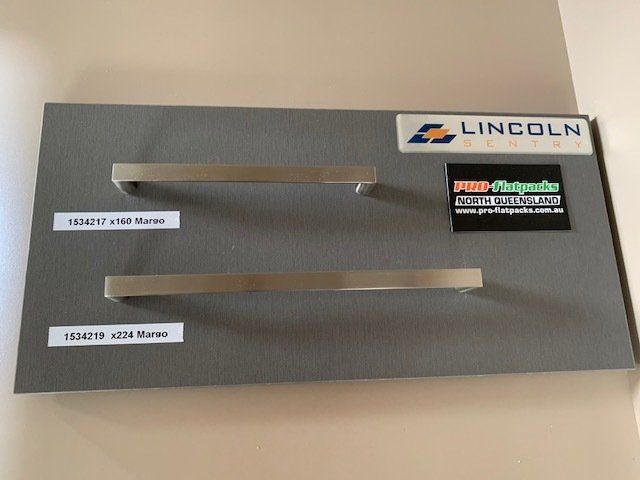 LINCOLN
SENTRY
PRO-flatpacks
NORTH QUEENSLAND
www.pro-flatpacks.com.au
1534217 x160 Margo
1534219 x224 Margo